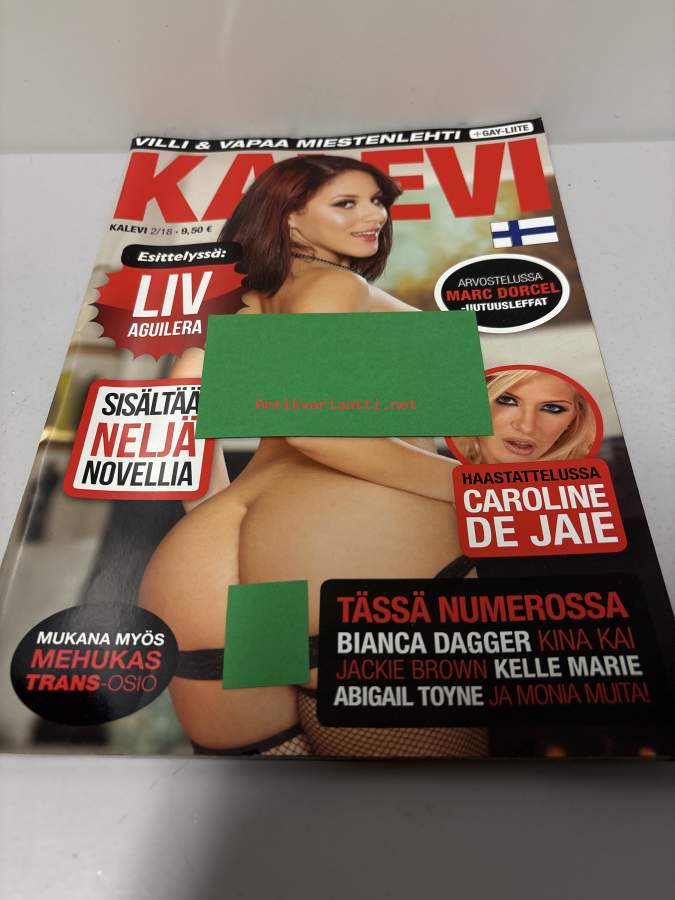 VILLI & VAPAA MIESTENLEHTI +GAY-LIITE
KALEVI
KALEVI 2/18 · 9,50 €
Esittelyssä:
LIV
AGUILERA
ARVOSTELUSSA
MARC DORCEL
-UUTUUSLEFFAT
Antikvariaatti.net
SISÄLTÄÄ
NELJÄ
NOVELLIA
HAASTATTELUSSA
CAROLINE
DE JAIE
MUKANA MYÖS
MEHUKAS
TRANS-OSIO
TÄSSÄ NUMEROSSA
BIANCA DAGGER KINA KAI
JACKIE BROWN KELLE MARIE
ABIGAIL TOYNE JA MONIA MUITA!